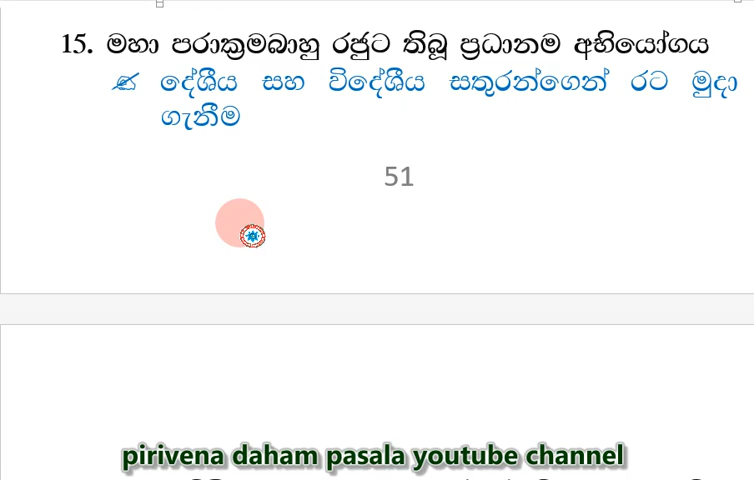 15. මහා පරාක්‍රමබාහු රජුට තිබූ ප්‍රධානම අභියෝගය
දේශීය සහ විදේශීය සතුරන්ගෙන් රට මුදා
ගැනීම
51
pirivena daham pasala youtube channel